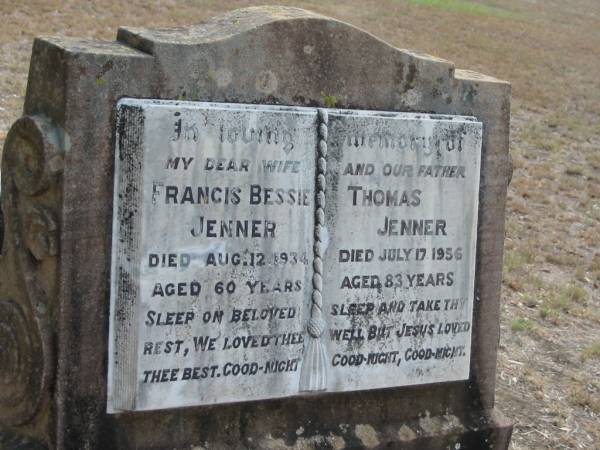 In loving memory of
MY DEAR WIFE
FRANCIS BESSIE
JENNER
DIED AUG. 12. 1934
AGED 60 YEARS
AND OUR FATHER
THOMAS
JENNER
DIED JULY 17. 1956
AGED 83 YEARS
SLEEP ON BELOVED SLEEP AND TAKE THY
REST, WE LOVED THEE WELL BUT JESUS LOVED
THEE BEST. GOOD-NIGHT GOOD-NIGHT, GOOD-NIGHT.